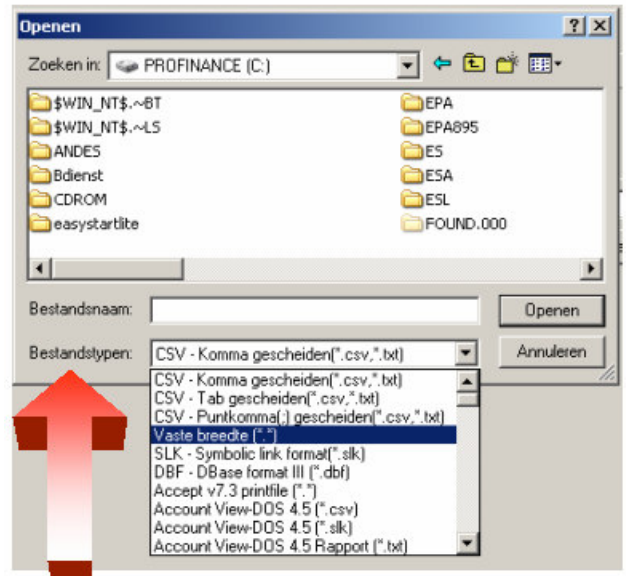 Openen
Zoeken in: PROFINANCE (C:)
$WIN_NT$.~BT
$WIN_NT$.~LS
ANDES
Bdienst
CDROM
easystartlite
EPA
EPA895
ES
ESA
ESL
FOUND.000
Bestandsnaam:
Openen
Bestandstypen: CSV - Komma gescheiden(*.csv,*.txt)
Annuleren
CSV - Komma gescheiden(*.csv,*.txt)
CSV - Tab gescheiden(*.csv,*.txt)
CSV - Puntkomma(;) gescheiden(*.csv,*.txt)
Vaste breedte (*.*)
SLK - Symbolic link format(*.slk)
DBF - DBase format III (*.dbf)
Accept v7.3 printfile (*.*)
Account View-DOS 4.5 (*.csv)
Account View-DOS 4.5 (*.slk)
Account View-DOS 4.5 Rapport (*.txt)